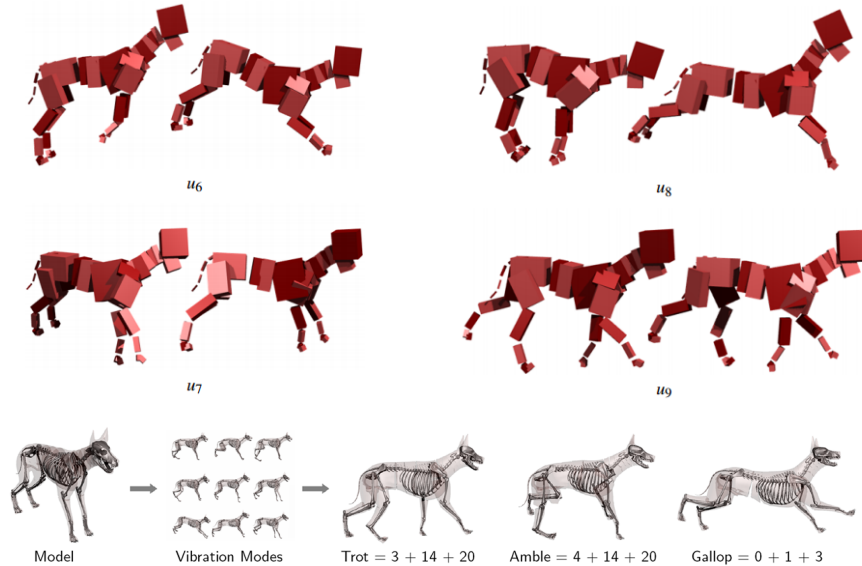 u6
u8
u7
u9
Model
Vibration Modes
Trot = 3 + 14 + 20
Amble = 4 + 14 + 20
Gallop = 0 + 1 + 3